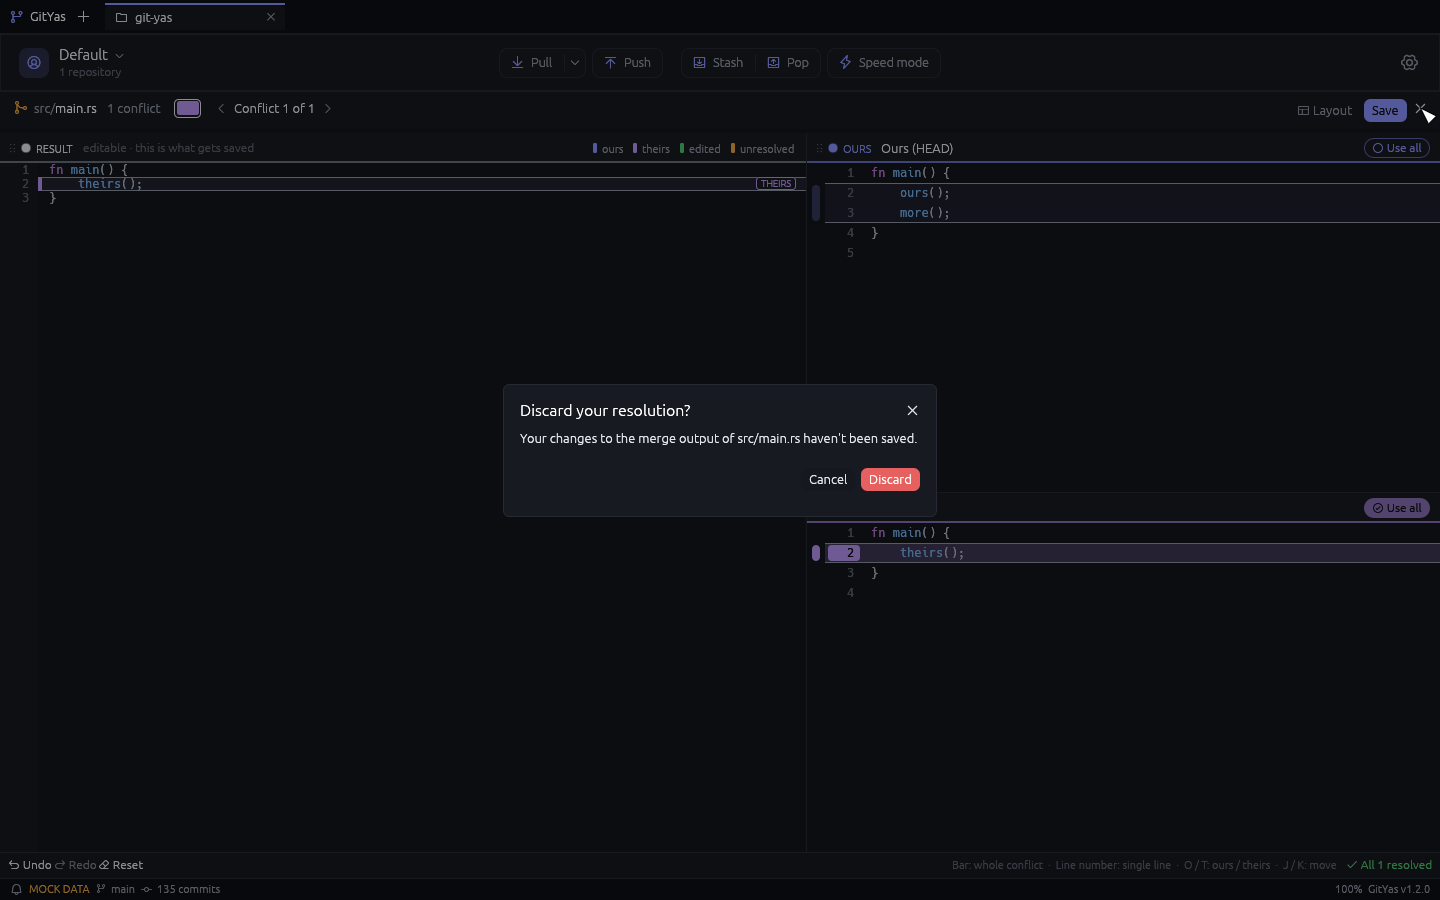 GitYas
git-yas
Default
1 repository
Pull
Push
Stash
Pop
Speed mode
src/main.rs 1 conflict
Conflict 1 of 1
Layout
Save
RESULT editable · this is what gets saved
ours
theirs
edited
unresolved
1 fn main() {
2 theirs();
THEIRS
3 }
OURS Ours (HEAD)
Use all
1 fn main() {
2 ours();
3 more();
4 }
5
Discard your resolution?
Your changes to the merge output of src/main.rs haven't been saved.
Cancel
Discard
Use all
1 fn main() {
2 theirs();
3 }
4
Undo
Redo
Reset
Bar: whole conflict · Line number: single line · O / T: ours / theirs · J / K: move
All 1 resolved
MOCK DATA
main
135 commits
100% GitYas v1.2.0